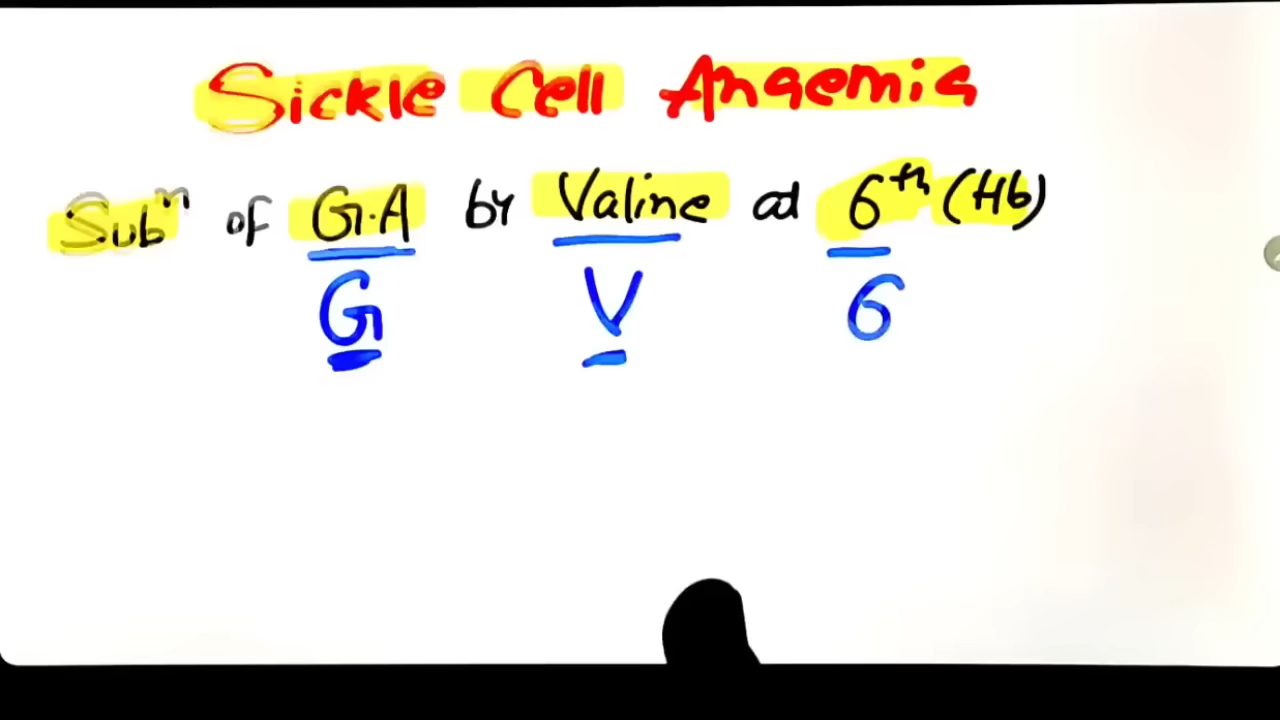 Sickle Cell Anaemia
Subⁿ of G.A by Valine at 6ᵗʰ (Hb)
G V 6